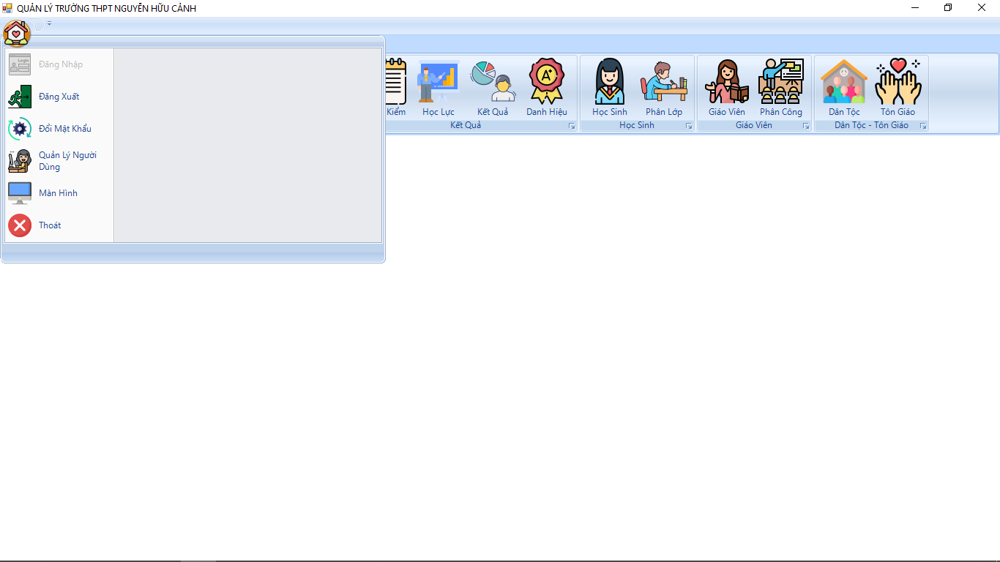 QUẢN LÝ TRƯỜNG THPT NGUYỄN HỮU CẢNH
Login
Đăng Nhập
Đăng Xuất
Đổi Mật Khẩu
Quản Lý Người
Dùng
Màn Hình
Thoát
Kiểm
Học Lực
Kết Quả
A+
Danh Hiệu
Kết Quả
Học Sinh
Phân Lớp
Học Sinh
Giáo Viên
Phân Công
Giáo Viên
Dân Tộc
Tôn Giáo
Dân Tộc - Tôn Giáo